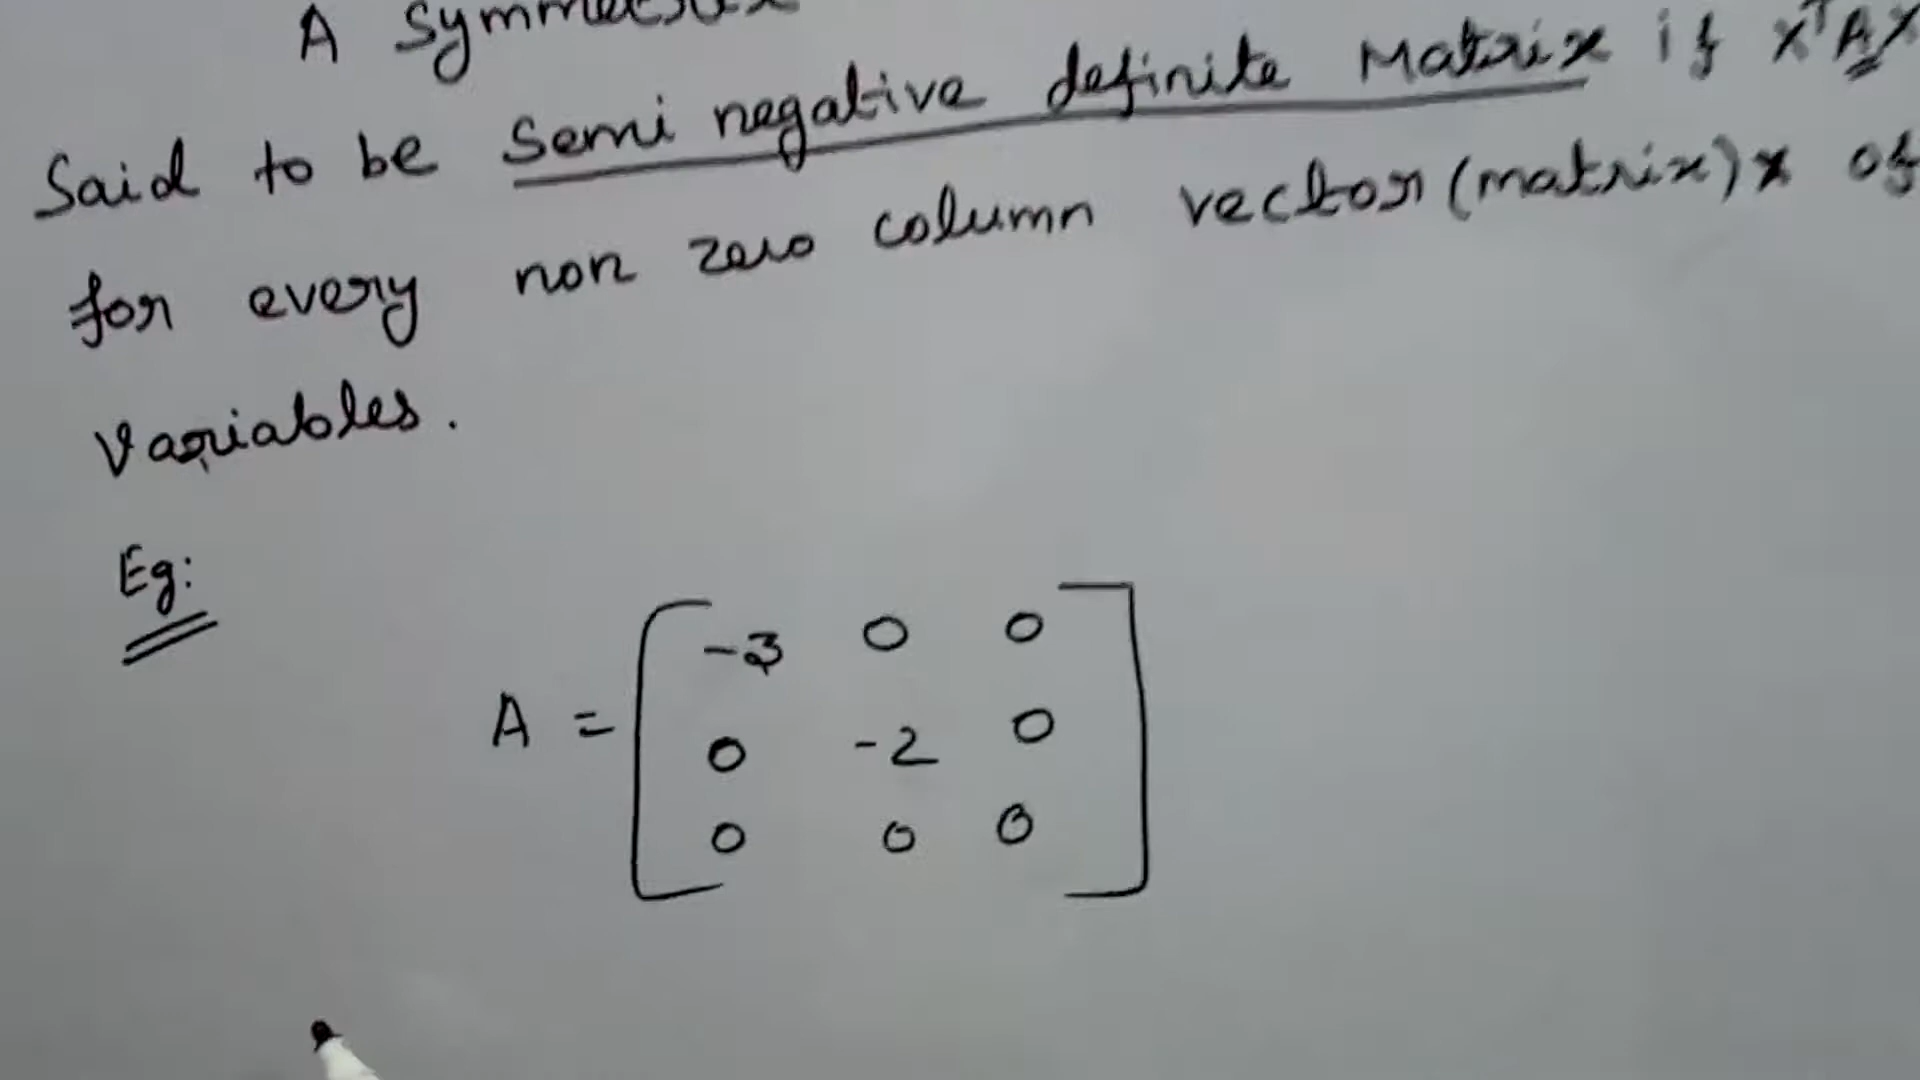 A Symmetric
Said to be Semi negative definite Matrix if X^T A X
for every non zero column vector (matrix) x of
Variables.
Eg:
A = [ -3 0 0
0 -2 0
0 0 0 ]